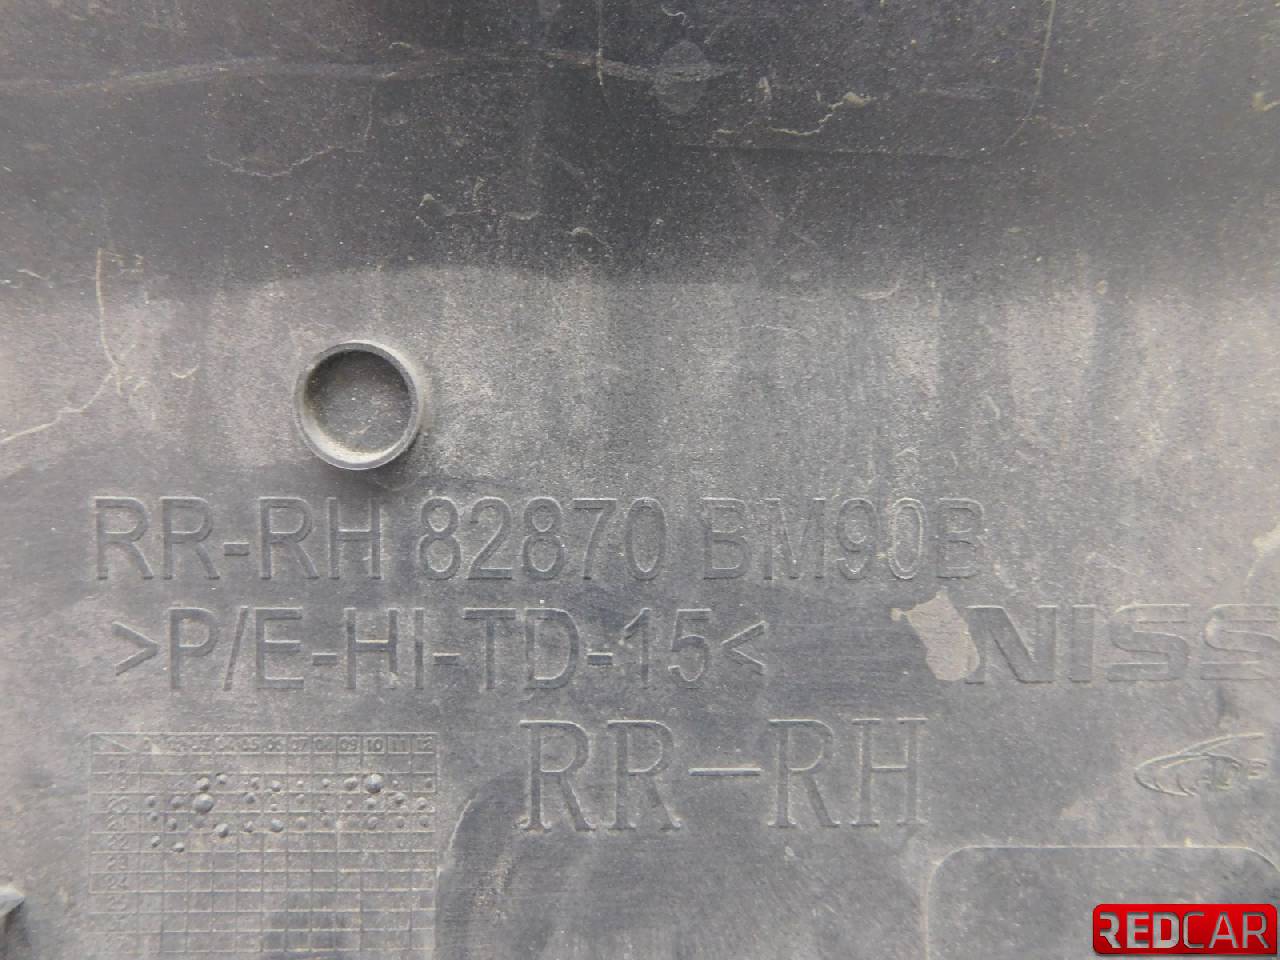 RR-RH 82870 BM90B
>P/E-HI-TD-15< NISS
RR-RH
REDCAR